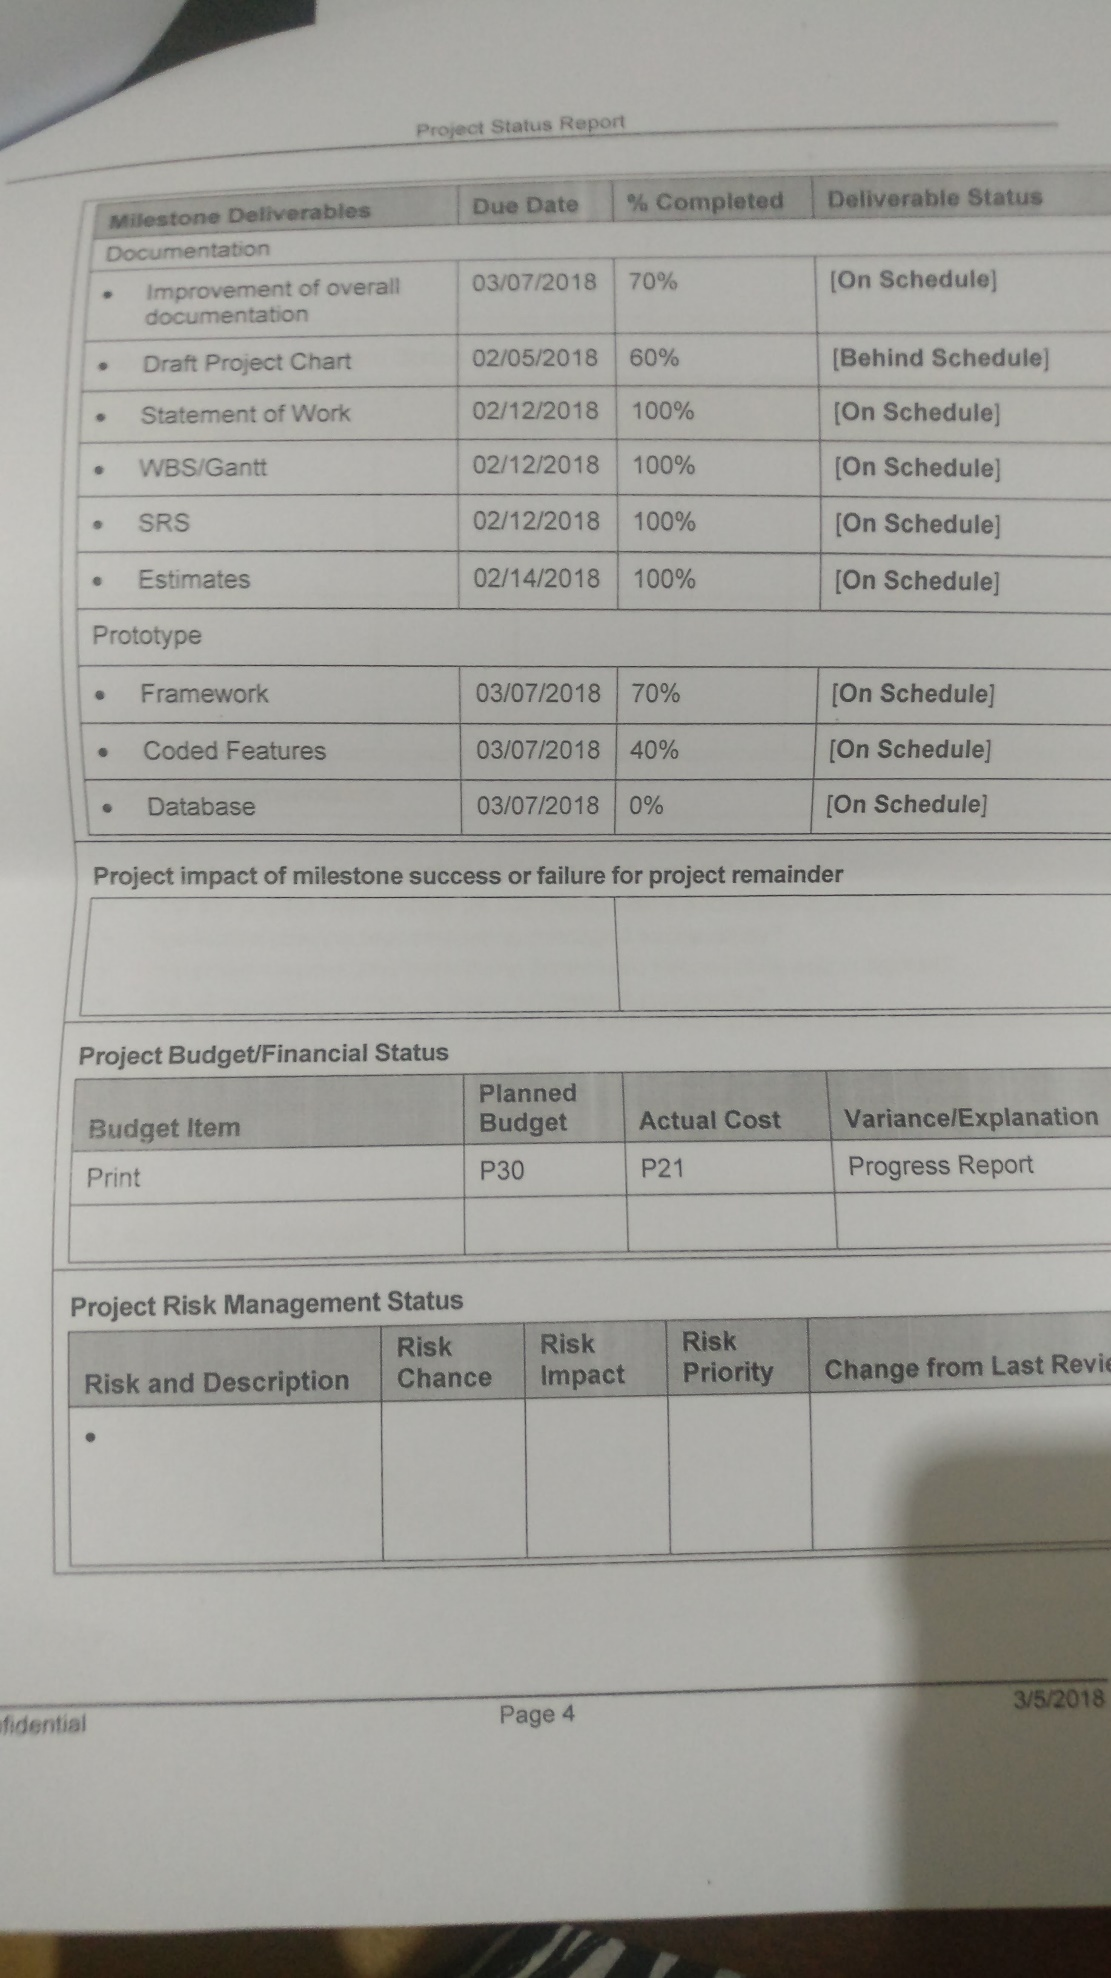 Project Status Report
Milestone Deliverables Due Date % Completed Deliverable Status
Documentation
• Improvement of overall documentation 03/07/2018 70% [On Schedule]
• Draft Project Chart 02/05/2018 60% [Behind Schedule]
• Statement of Work 02/12/2018 100% [On Schedule]
• WBS/Gantt 02/12/2018 100% [On Schedule]
• SRS 02/12/2018 100% [On Schedule]
• Estimates 02/14/2018 100% [On Schedule]
Prototype
• Framework 03/07/2018 70% [On Schedule]
• Coded Features 03/07/2018 40% [On Schedule]
• Database 03/07/2018 0% [On Schedule]
Project impact of milestone success or failure for project remainder
Project Budget/Financial Status
Budget Item Planned Budget Actual Cost Variance/Explanation
Print P30 P21 Progress Report
Project Risk Management Status
Risk and Description Risk Chance Risk Impact Risk Priority Change from Last Revie
•
fidential Page 4 3/5/2018